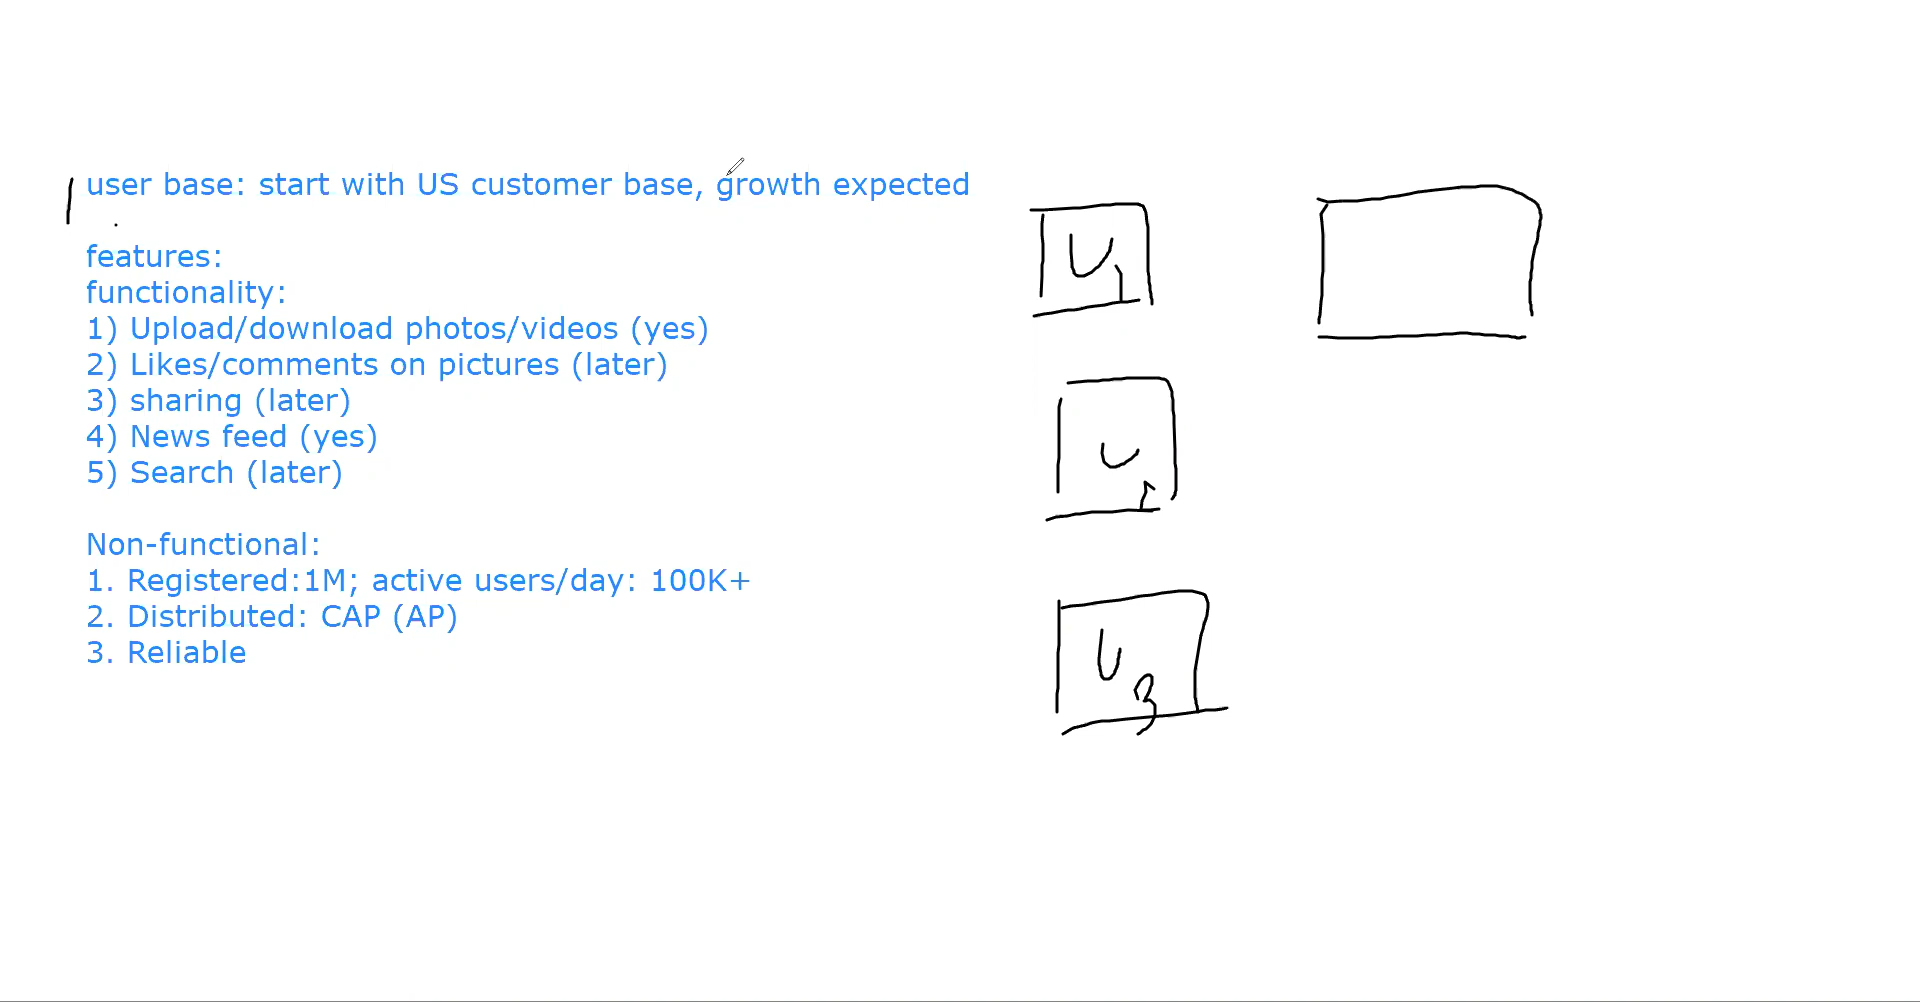 user base: start with US customer base, growth expected
features:
functionality:
1) Upload/download photos/videos (yes)
2) Likes/comments on pictures (later)
3) sharing (later)
4) News feed (yes)
5) Search (later)
Non-functional:
1. Registered:1M; active users/day: 100K+
2. Distributed: CAP (AP)
3. Reliable
U1
U
U3